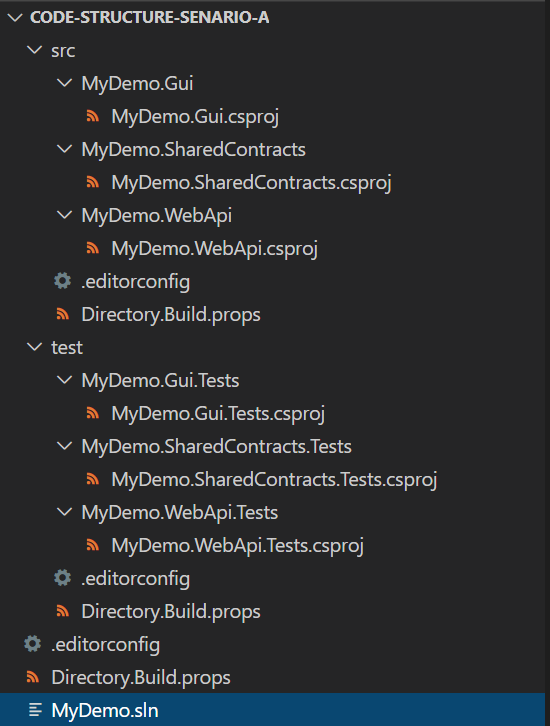 CODE-STRUCTURE-SENARIO-A
src
MyDemo.Gui
MyDemo.Gui.csproj
MyDemo.SharedContracts
MyDemo.SharedContracts.csproj
MyDemo.WebApi
MyDemo.WebApi.csproj
.editorconfig
Directory.Build.props
test
MyDemo.Gui.Tests
MyDemo.Gui.Tests.csproj
MyDemo.SharedContracts.Tests
MyDemo.SharedContracts.Tests.csproj
MyDemo.WebApi.Tests
MyDemo.WebApi.Tests.csproj
.editorconfig
Directory.Build.props
.editorconfig
Directory.Build.props
MyDemo.sln